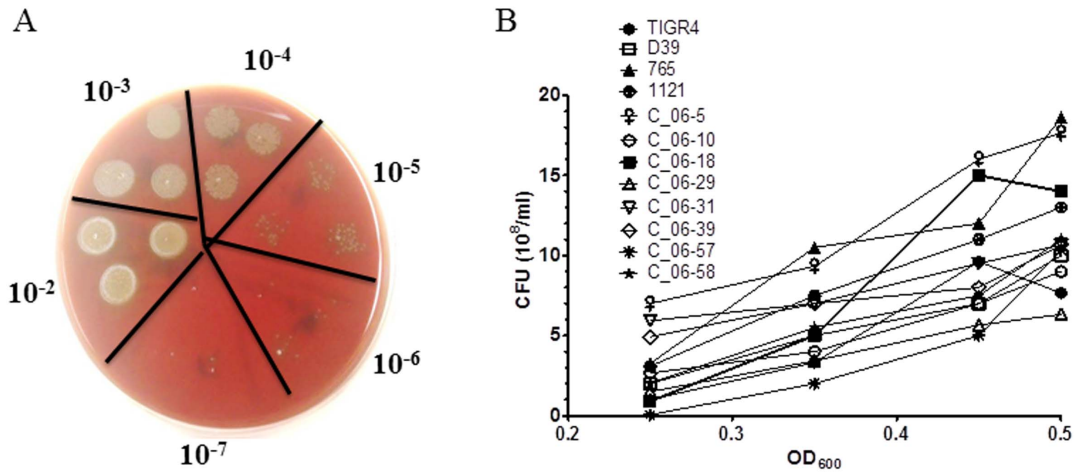 A
10⁻⁴
10⁻³
10⁻⁵
10⁻²
10⁻⁶
10⁻⁷
B
TIGR4
D39
765
1121
C_06-5
C_06-10
C_06-18
C_06-29
C_06-31
C_06-39
C_06-57
C_06-58
CFU (10⁸/ml)
20
15
10
5
0
0.2 0.3 0.4 0.5
OD₆₀₀